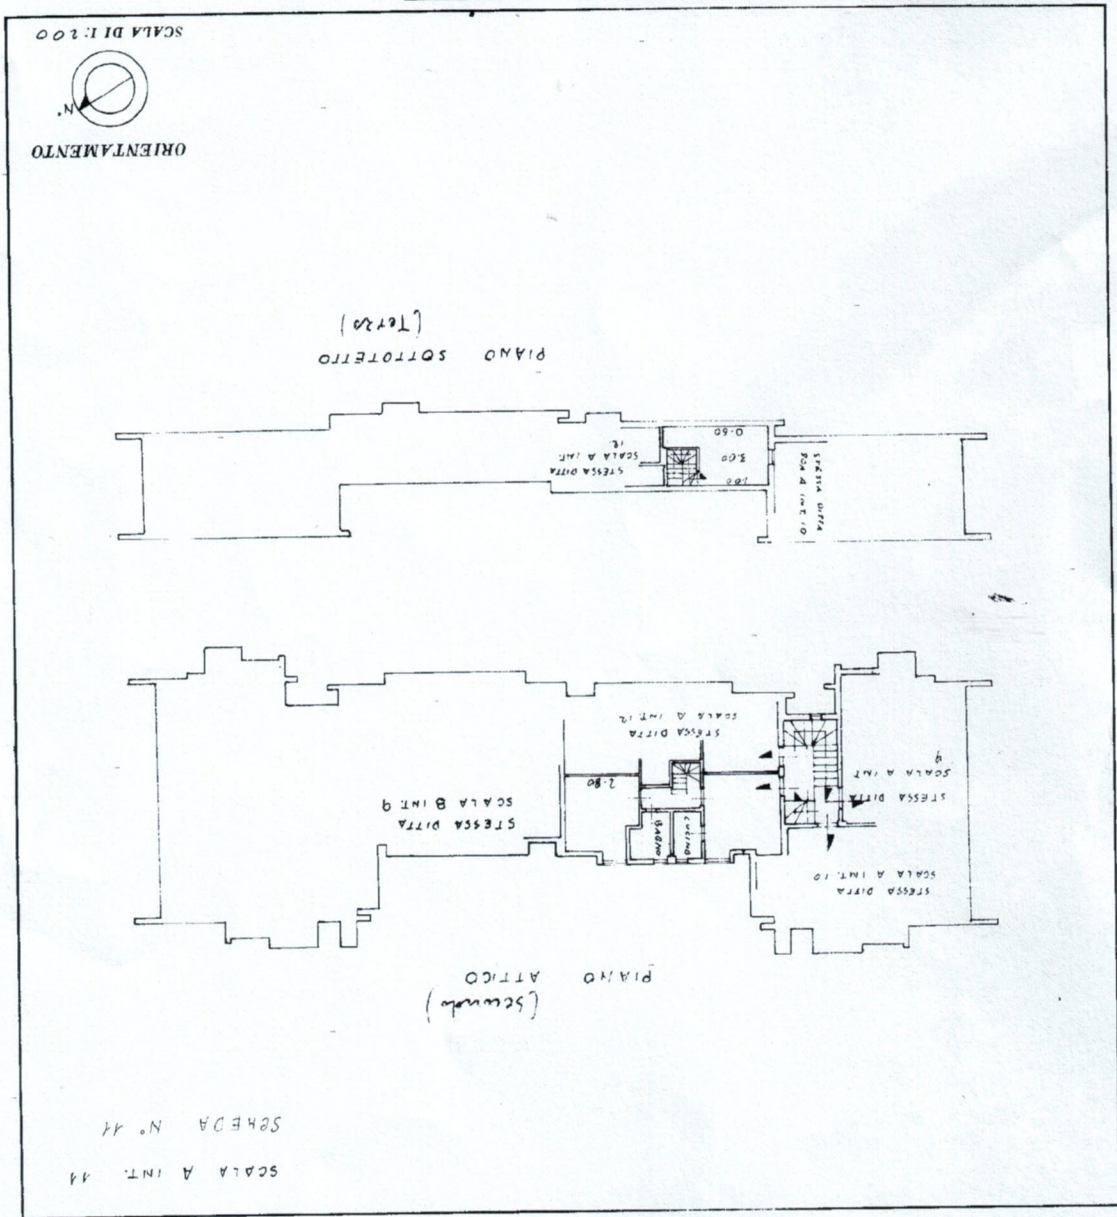 SCALA A INT. 11
SCHEDA N° 11
(Secondo)
PIANO ATTICO
STESSA DITTA
SCALA A INT. 10
STESSA DITTA
SCALA A INT
9
CUCINA
BAGNO
STESSA DITTA
SCALA B INT. 9
2.80
STESSA DITTA
SCALA A INT. 12
STESSA DITTA
INT. 10
1.00
3.00
0.60
STESSA DITTA
SCALA A INT.
12
PIANO SOTTOTETTO
(Terzo)
ORIENTAMENTO
N.
SCALA DI 1:200